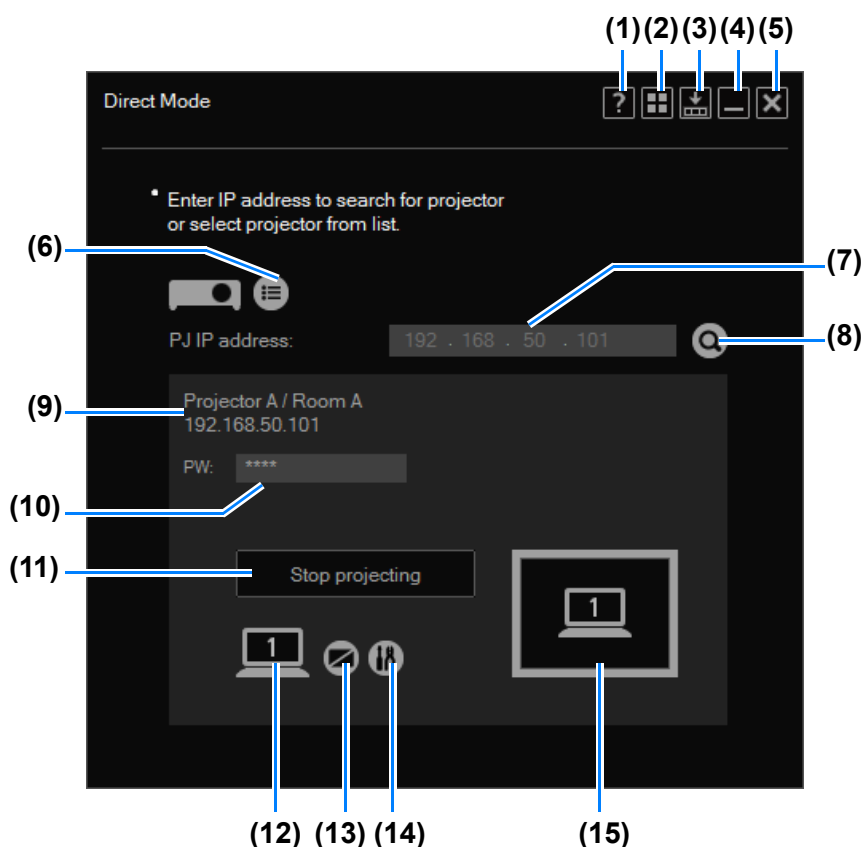 (1) (2) (3) (4) (5)
Direct Mode
?
Enter IP address to search for projector
or select projector from list.
(6)
(7)
PJ IP address:
192 . 168 . 50 . 101
(8)
(9)
Projector A / Room A
192.168.50.101
PW:
****
(10)
(11)
Stop projecting
1
1
(12) (13) (14) (15)